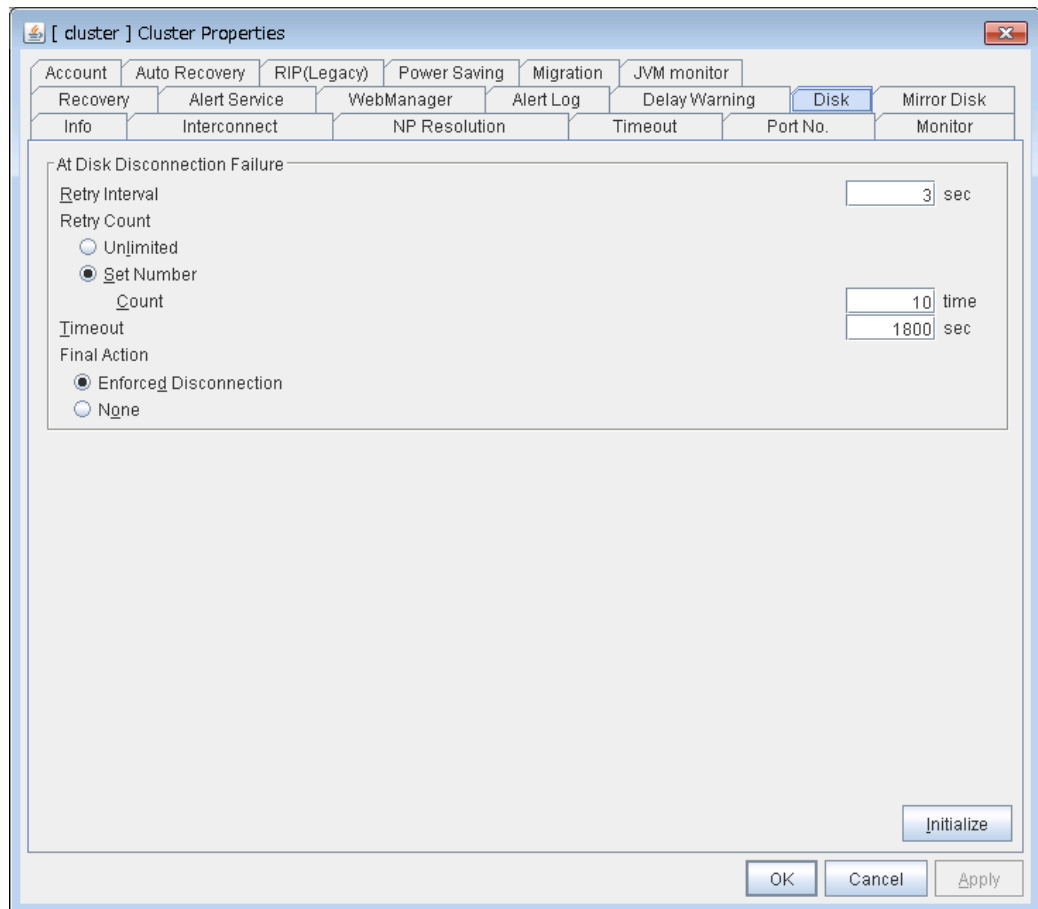 [ cluster ] Cluster Properties
Account Auto Recovery RIP(Legacy) Power Saving Migration JVM monitor
Recovery Alert Service WebManager Alert Log Delay Warning Disk Mirror Disk
Info Interconnect NP Resolution Timeout Port No. Monitor
At Disk Disconnection Failure
Retry Interval 3 sec
Retry Count
Unlimited
Set Number
Count 10 time
Timeout 1800 sec
Final Action
Enforced Disconnection
None
Initialize
OK Cancel Apply